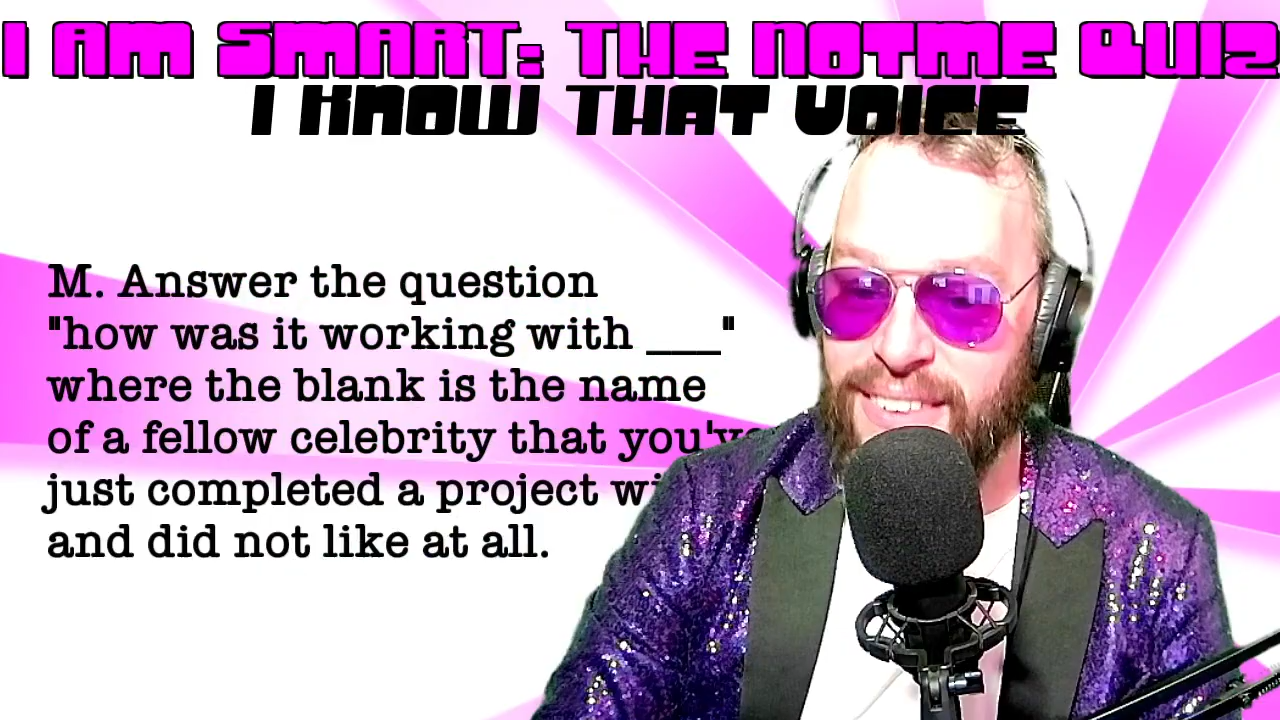 I AM SMART: THE NOTME QUIZ
I KNOW THAT VOICE
M. Answer the question
"how was it working with ___"
where the blank is the name
of a fellow celebrity that
just completed a project
and did not like at all.